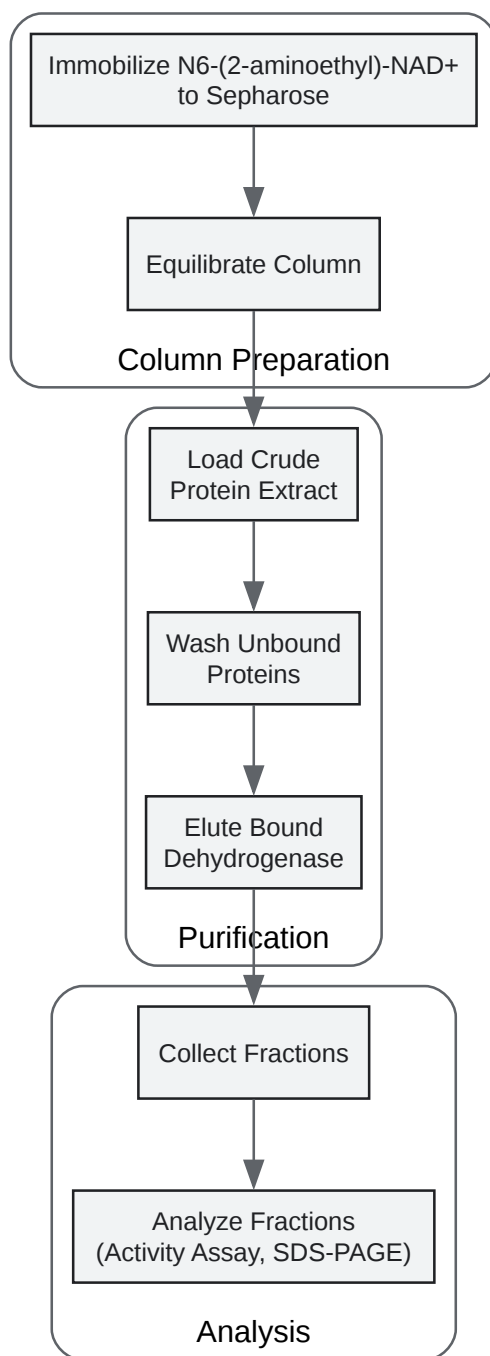 Immobilize N6-(2-aminoethyl)-NAD+
to Sepharose
Equilibrate Column
Column Preparation
Load Crude
Protein Extract
Wash Unbound
Proteins
Elute Bound
Dehydrogenase
Purification
Collect Fractions
Analyze Fractions
(Activity Assay, SDS-PAGE)
Analysis